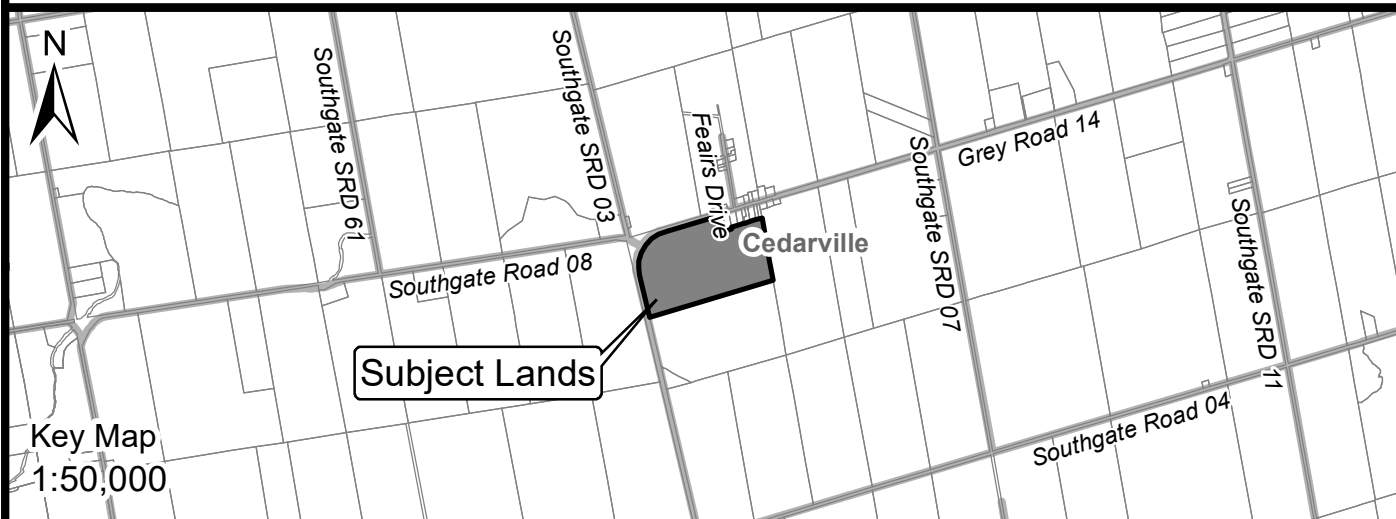 N
Southgate SRD 61
Southgate SRD 03
Feairs Drive
Grey Road 14
Southgate SRD 07
Southgate SRD 11
Cedarville
Southgate Road 08
Subject Lands
Southgate Road 04
Key Map
1:50,000